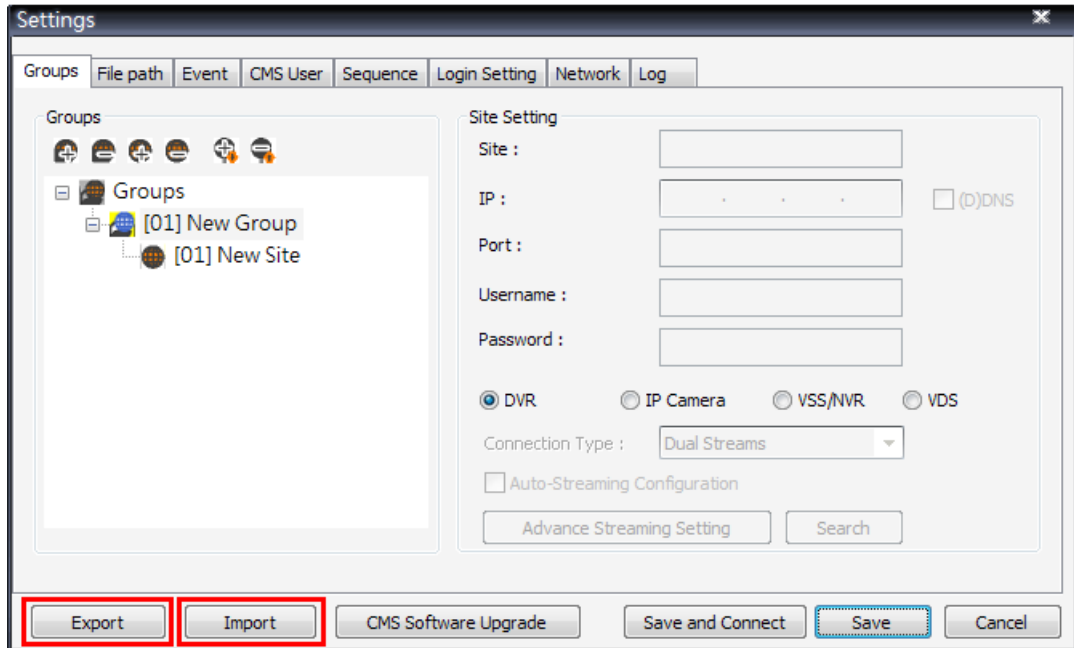 Settings
Groups File path Event CMS User Sequence Login Setting Network Log
Groups
Groups
[01] New Group
[01] New Site
Site Setting
Site :
IP :
(D)DNS
Port :
Username :
Password :
DVR IP Camera VSS/NVR VDS
Connection Type : Dual Streams
Auto-Streaming Configuration
Advance Streaming Setting Search
Export Import CMS Software Upgrade Save and Connect Save Cancel